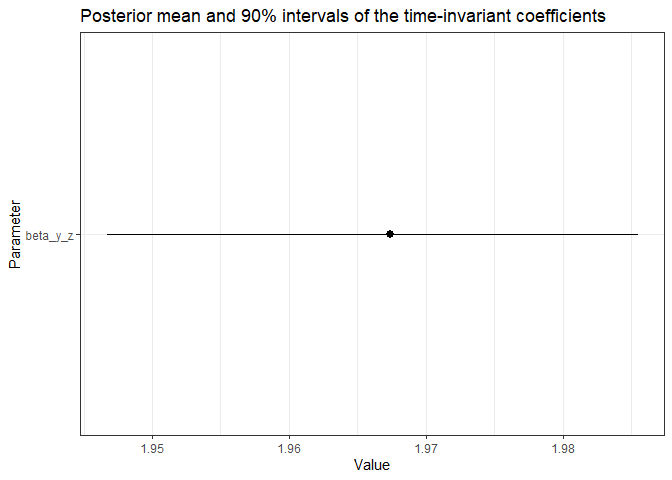 Posterior mean and 90% intervals of the time-invariant coefficients
Parameter
beta_y_z
1.95 1.96 1.97 1.98
Value